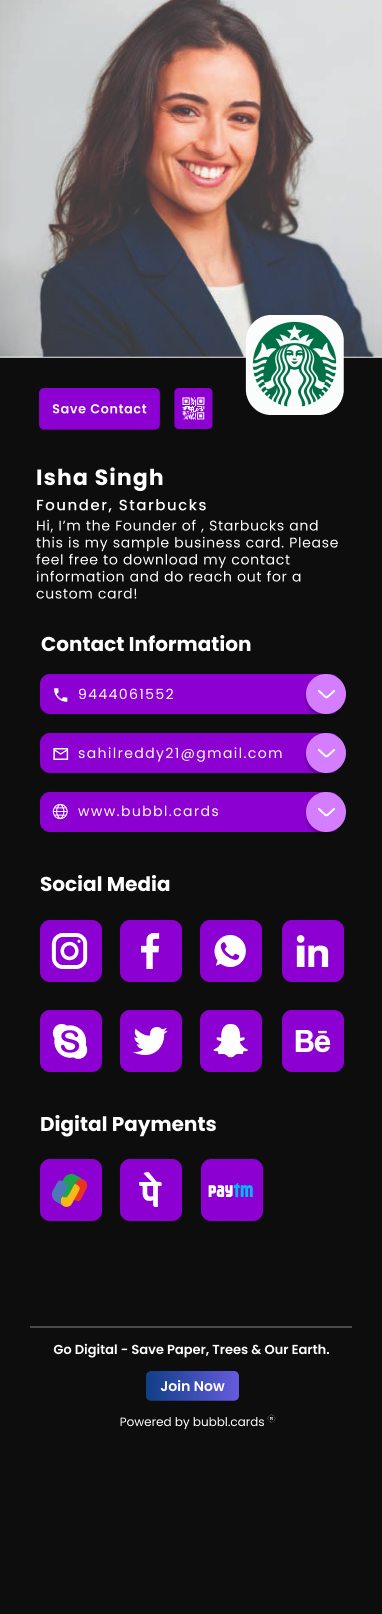 Save Contact
Isha Singh
Founder, Starbucks
Hi, I'm the Founder of , Starbucks and
this is my sample business card. Please
feel free to download my contact
information and do reach out for a
custom card!
Contact Information
9444061552
sahilreddy21@gmail.com
www.bubbl.cards
Social Media
in
S
Bē
Digital Payments
पे
paytm
Go Digital - Save Paper, Trees & Our Earth.
Join Now
Powered by bubbl.cards ®